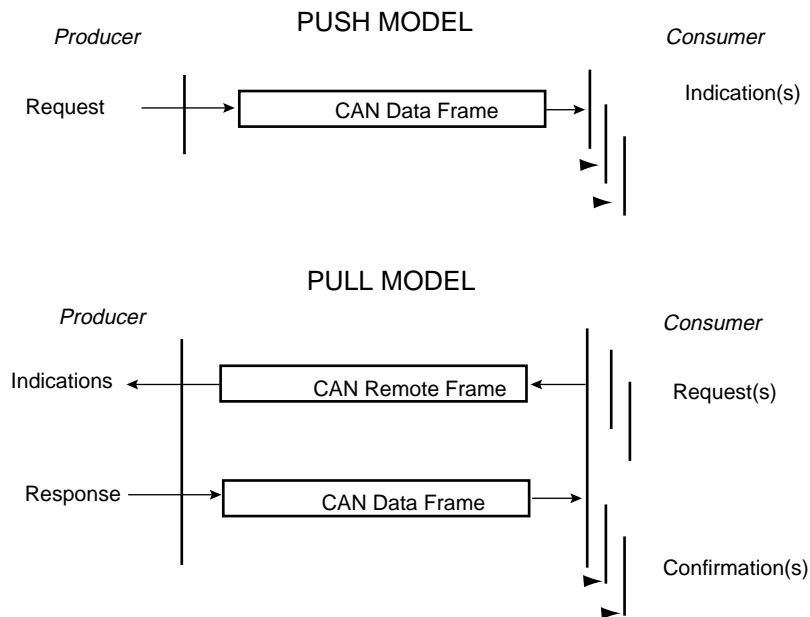 PUSH MODEL
Producer
Consumer
Request
CAN Data Frame
Indication(s)
PULL MODEL
Producer
Consumer
Indications
CAN Remote Frame
Request(s)
Response
CAN Data Frame
Confirmation(s)